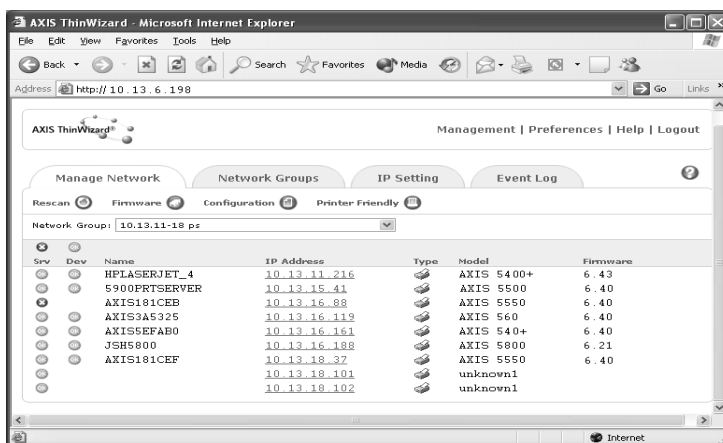 AXIS ThinWizard - Microsoft Internet Explorer
File Edit View Favorites Tools Help
Back Search Favorites Media
Address http://10.13.6.198 Go Links »
AXIS ThinWizard® Management | Preferences | Help | Logout
Manage Network Network Groups IP Setting Event Log ?
Rescan Firmware Configuration Printer Friendly
Network Group: 10.13.11-18 ps
Srv Dev Name IP Address Type Model Firmware
HPLASERJET_4 10.13.11.216 AXIS 5400+ 6.43
5900PRTSERVER 10.13.15.41 AXIS 5500 6.40
AXIS181CEB 10.13.16.88 AXIS 5550 6.40
AXIS3A5325 10.13.16.119 AXIS 560 6.40
AXIS5EFAB0 10.13.16.161 AXIS 540+ 6.40
JSH5800 10.13.16.188 AXIS 5800 6.21
AXIS181CEF 10.13.18.37 AXIS 5550 6.40
10.13.18.101 unknown1
10.13.18.102 unknown1
Internet